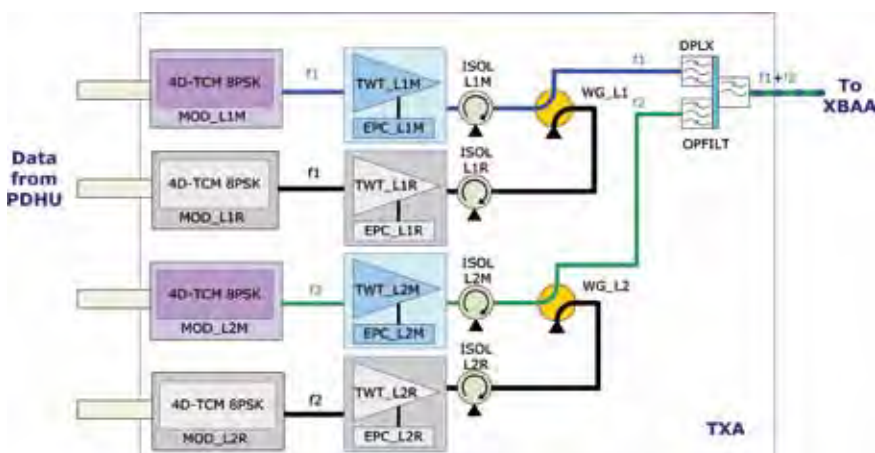 Data
from
PDHU
4D-TCM 8PSK
MOD_L1M
f1
TWT_L1M
EPC_L1M
ISOL
L1M
WG_L1
f1
DPLX
f1+f2
To
XBAA
4D-TCM 8PSK
MOD_L1R
f1
TWT_L1R
EPC_L1R
ISOL
L1R
f2
OPFILT
4D-TCM 8PSK
MOD_L2M
f2
TWT_L2M
EPC_L2M
ISOL
L2M
WG_L2
4D-TCM 8PSK
MOD_L2R
f2
TWT_L2R
EPC_L2R
ISOL
L2R
TXA